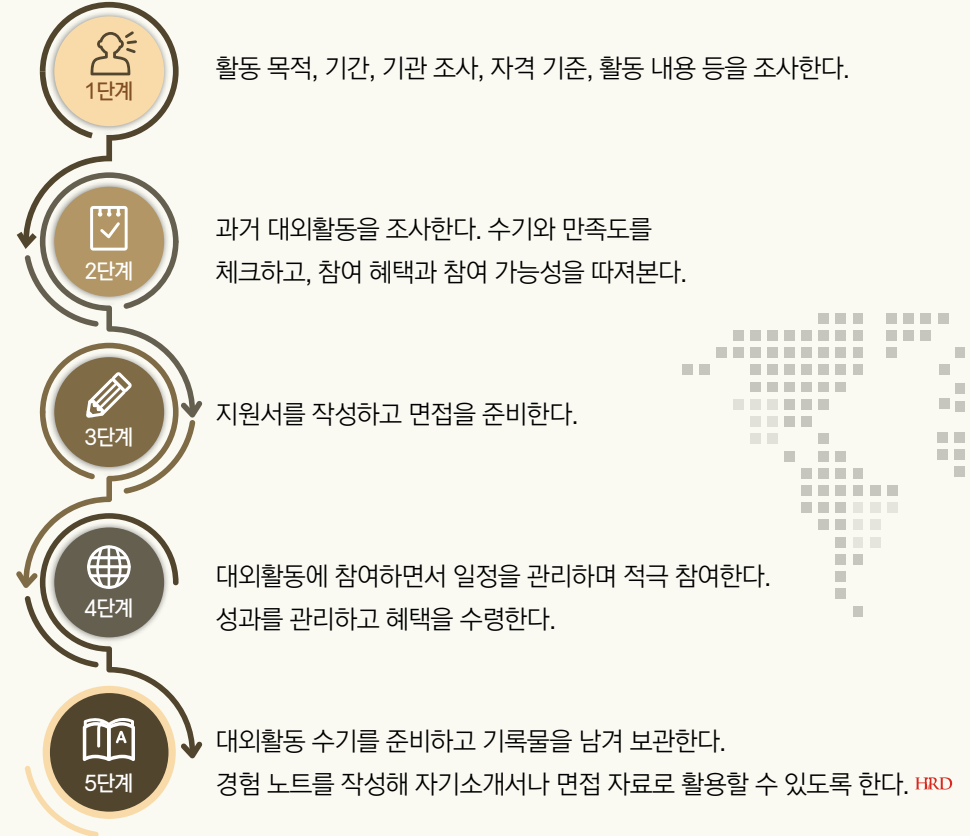 1단계
활동 목적, 기간, 기관 조사, 자격 기준, 활동 내용 등을 조사한다.
2단계
과거 대외활동을 조사한다. 수기와 만족도를
체크하고, 참여 혜택과 참여 가능성을 따져본다.
3단계
지원서를 작성하고 면접을 준비한다.
4단계
대외활동에 참여하면서 일정을 관리하며 적극 참여한다.
성과를 관리하고 혜택을 수령한다.
A
5단계
대외활동 수기를 준비하고 기록물을 남겨 보관한다.
경험 노트를 작성해 자기소개서나 면접 자료로 활용할 수 있도록 한다. HRD